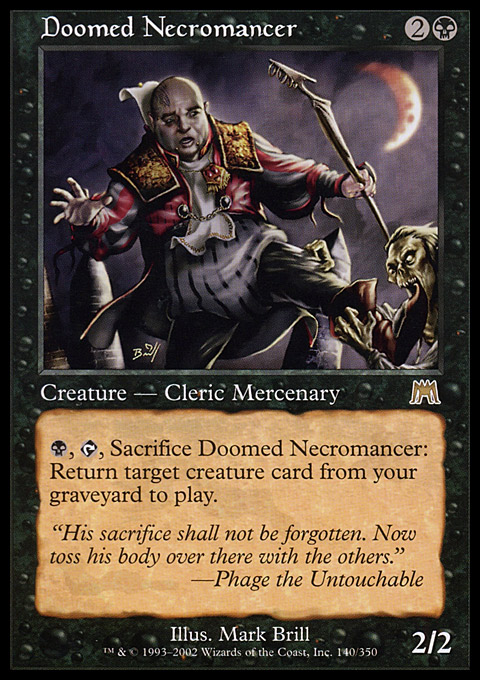 Doomed Necromancer 2
Brill
Creature — Cleric Mercenary
, , Sacrifice Doomed Necromancer:
Return target creature card from your
graveyard to play.
“His sacrifice shall not be forgotten. Now
toss his body over there with the others.”
—Phage the Untouchable
Illus. Mark Brill
™ & © 1993–2002 Wizards of the Coast, Inc. 140/350
2/2